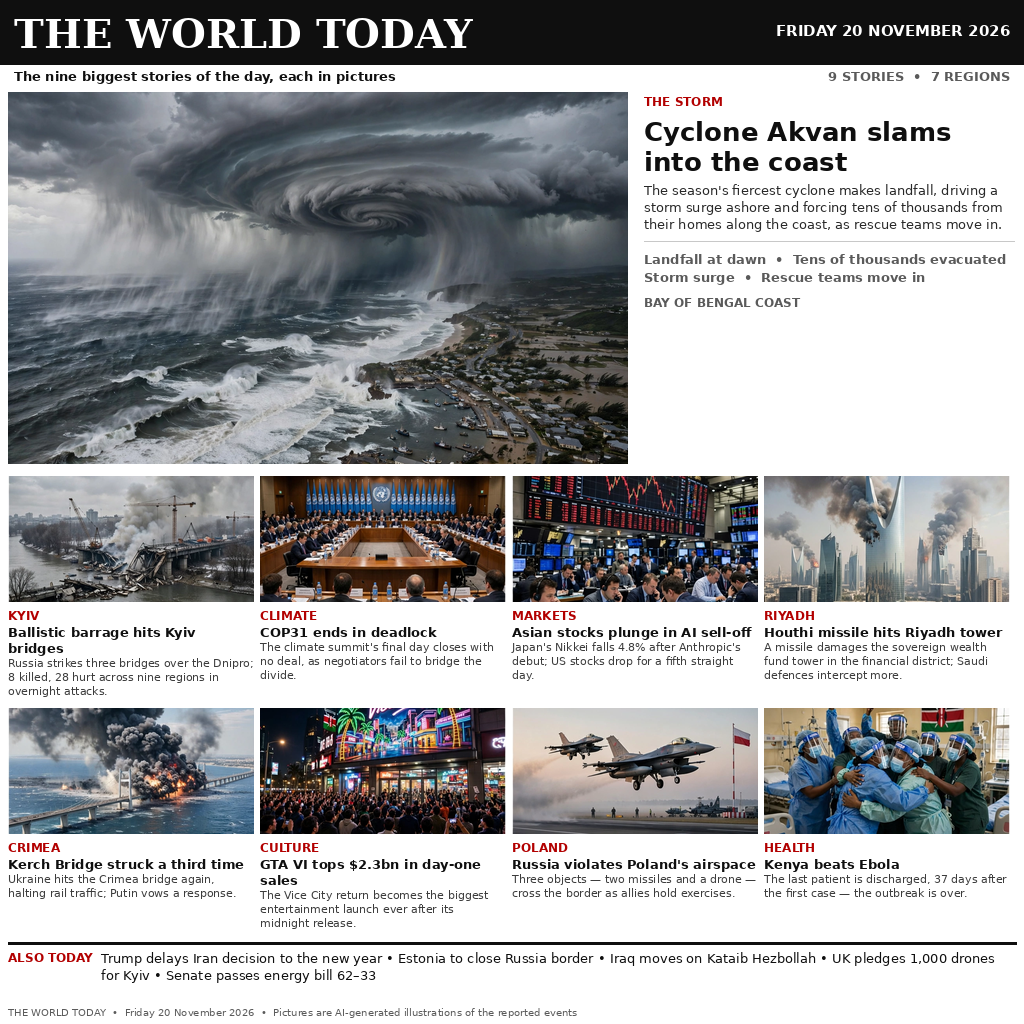 THE WORLD TODAY
FRIDAY 20 NOVEMBER 2026
The nine biggest stories of the day, each in pictures
9 STORIES • 7 REGIONS
THE STORM
Cyclone Akvan slams
into the coast
The season's fiercest cyclone makes landfall, driving a
storm surge ashore and forcing tens of thousands from
their homes along the coast, as rescue teams move in.
Landfall at dawn • Tens of thousands evacuated
Storm surge • Rescue teams move in
BAY OF BENGAL COAST
KYIV
Ballistic barrage hits Kyiv
bridges
Russia strikes three bridges over the Dnipro;
8 killed, 28 hurt across nine regions in
overnight attacks.
CLIMATE
COP31 ends in deadlock
The climate summit's final day closes with
no deal, as negotiators fail to bridge the
divide.
MARKETS
Asian stocks plunge in AI sell-off
Japan's Nikkei falls 4.8% after Anthropic's
debut; US stocks drop for a fifth straight
day.
RIYADH
Houthi missile hits Riyadh tower
A missile damages the sovereign wealth
fund tower in the financial district; Saudi
defences intercept more.
CRIMEA
Kerch Bridge struck a third time
Ukraine hits the Crimea bridge again,
halting rail traffic; Putin vows a response.
CULTURE
GTA VI tops $2.3bn in day-one
sales
The Vice City return becomes the biggest
entertainment launch ever after its
midnight release.
POLAND
Russia violates Poland's airspace
Three objects — two missiles and a drone —
cross the border as allies hold exercises.
HEALTH
Kenya beats Ebola
The last patient is discharged, 37 days after
the first case — the outbreak is over.
ALSO TODAY
Trump delays Iran decision to the new year • Estonia to close Russia border • Iraq moves on Kataib Hezbollah • UK pledges 1,000 drones
for Kyiv • Senate passes energy bill 62–33
THE WORLD TODAY • Friday 20 November 2026 • Pictures are AI-generated illustrations of the reported events